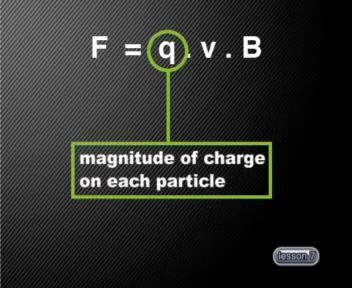 F = q . v . B
magnitude of charge
on each particle
lesson 7